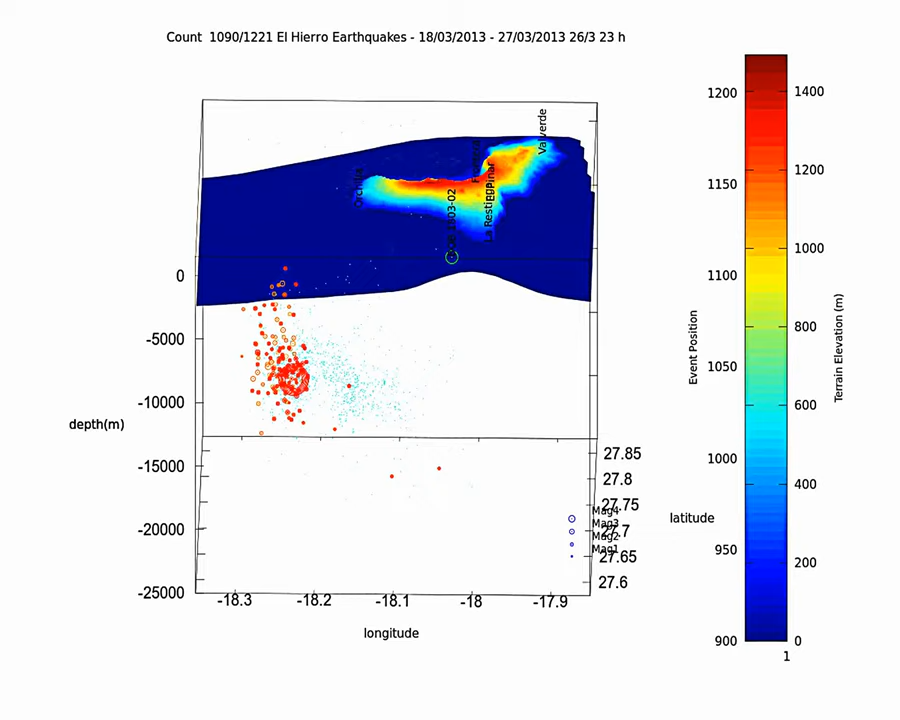 Count 1090/1221 El Hierro Earthquakes - 18/03/2013 - 27/03/2013 26/3 23 h
Valverde
Orchilla
El Pinar
La Restinga
1200
1150
1100
1050
1000
950
900
1400
1200
1000
800
600
400
200
0
1
Event Position
Terrain Elevation (m)
0
-5000
-10000
-15000
-20000
-25000
depth(m)
27.85
27.8
27.75
27.7
27.65
27.6
latitude
Mag4
Mag3
Mag2
Mag1
-18.3
-18.2
-18.1
-18
-17.9
longitude